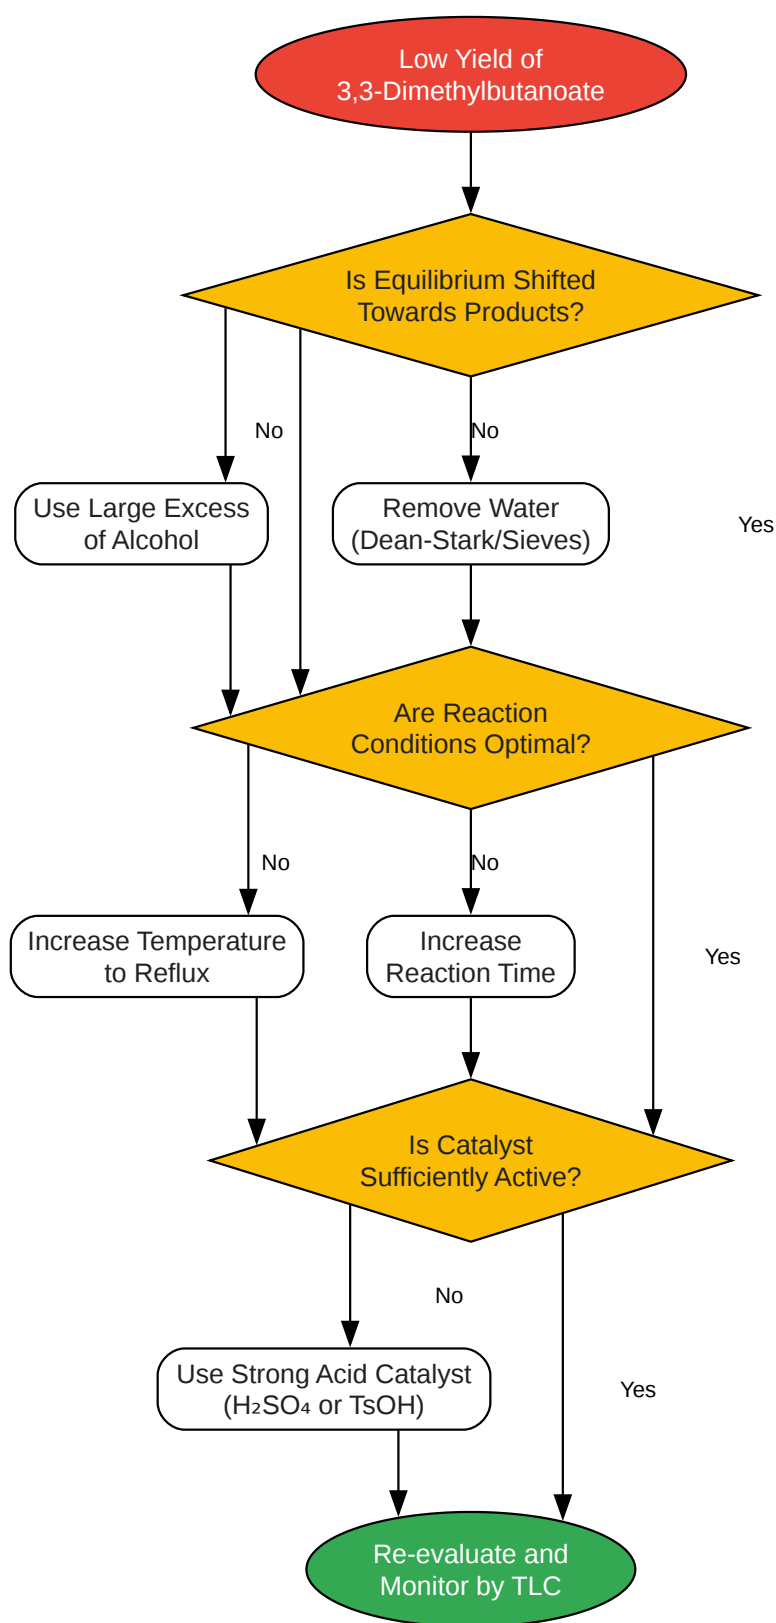 Low Yield of
3,3-Dimethylbutanoate
Is Equilibrium Shifted
Towards Products?
No
No
Use Large Excess
of Alcohol
Remove Water
(Dean-Stark/Sieves)
Yes
Are Reaction
Conditions Optimal?
No
No
Increase Temperature
to Reflux
Increase
Reaction Time
Yes
Is Catalyst
Sufficiently Active?
No
Use Strong Acid Catalyst
(H₂SO₄ or TsOH)
Yes
Re-evaluate and
Monitor by TLC